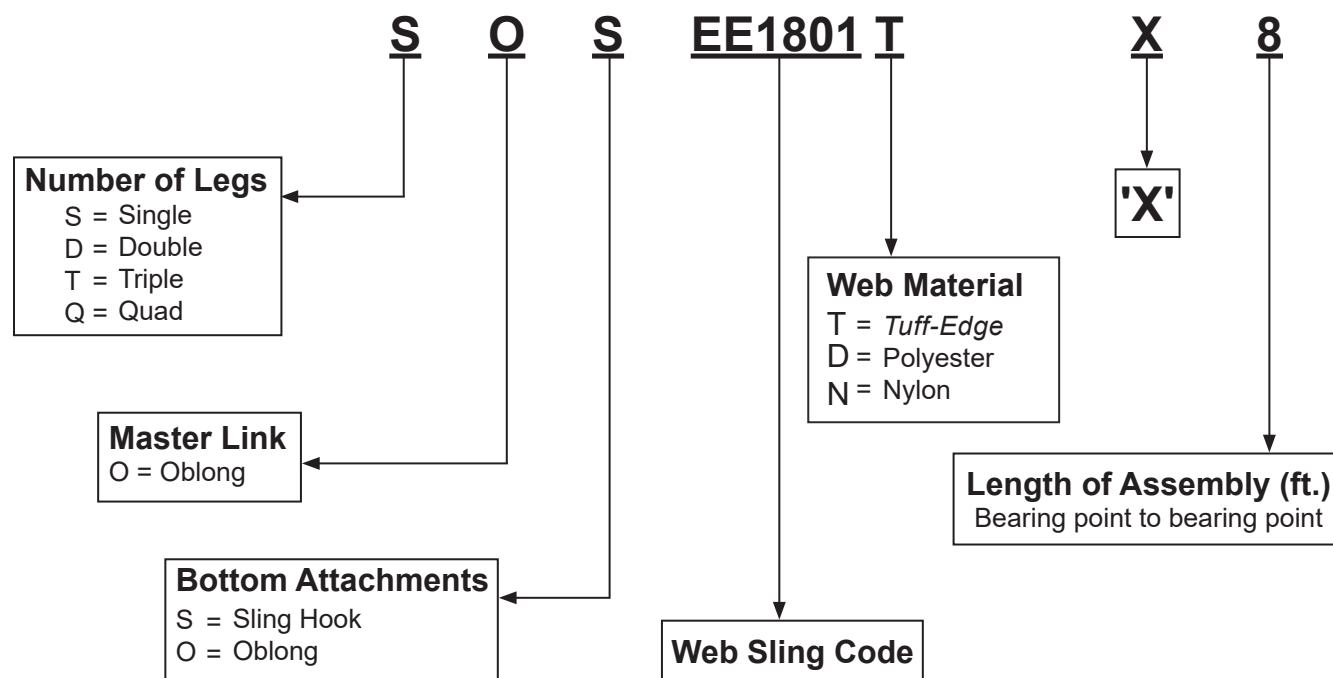 S O S EE1801 T X 8
Number of Legs
S = Single
D = Double
T = Triple
Q = Quad
'X'
Web Material
T = Tuff-Edge
D = Polyester
N = Nylon
Master Link
O = Oblong
Length of Assembly (ft.)
Bearing point to bearing point
Bottom Attachments
S = Sling Hook
O = Oblong
Web Sling Code